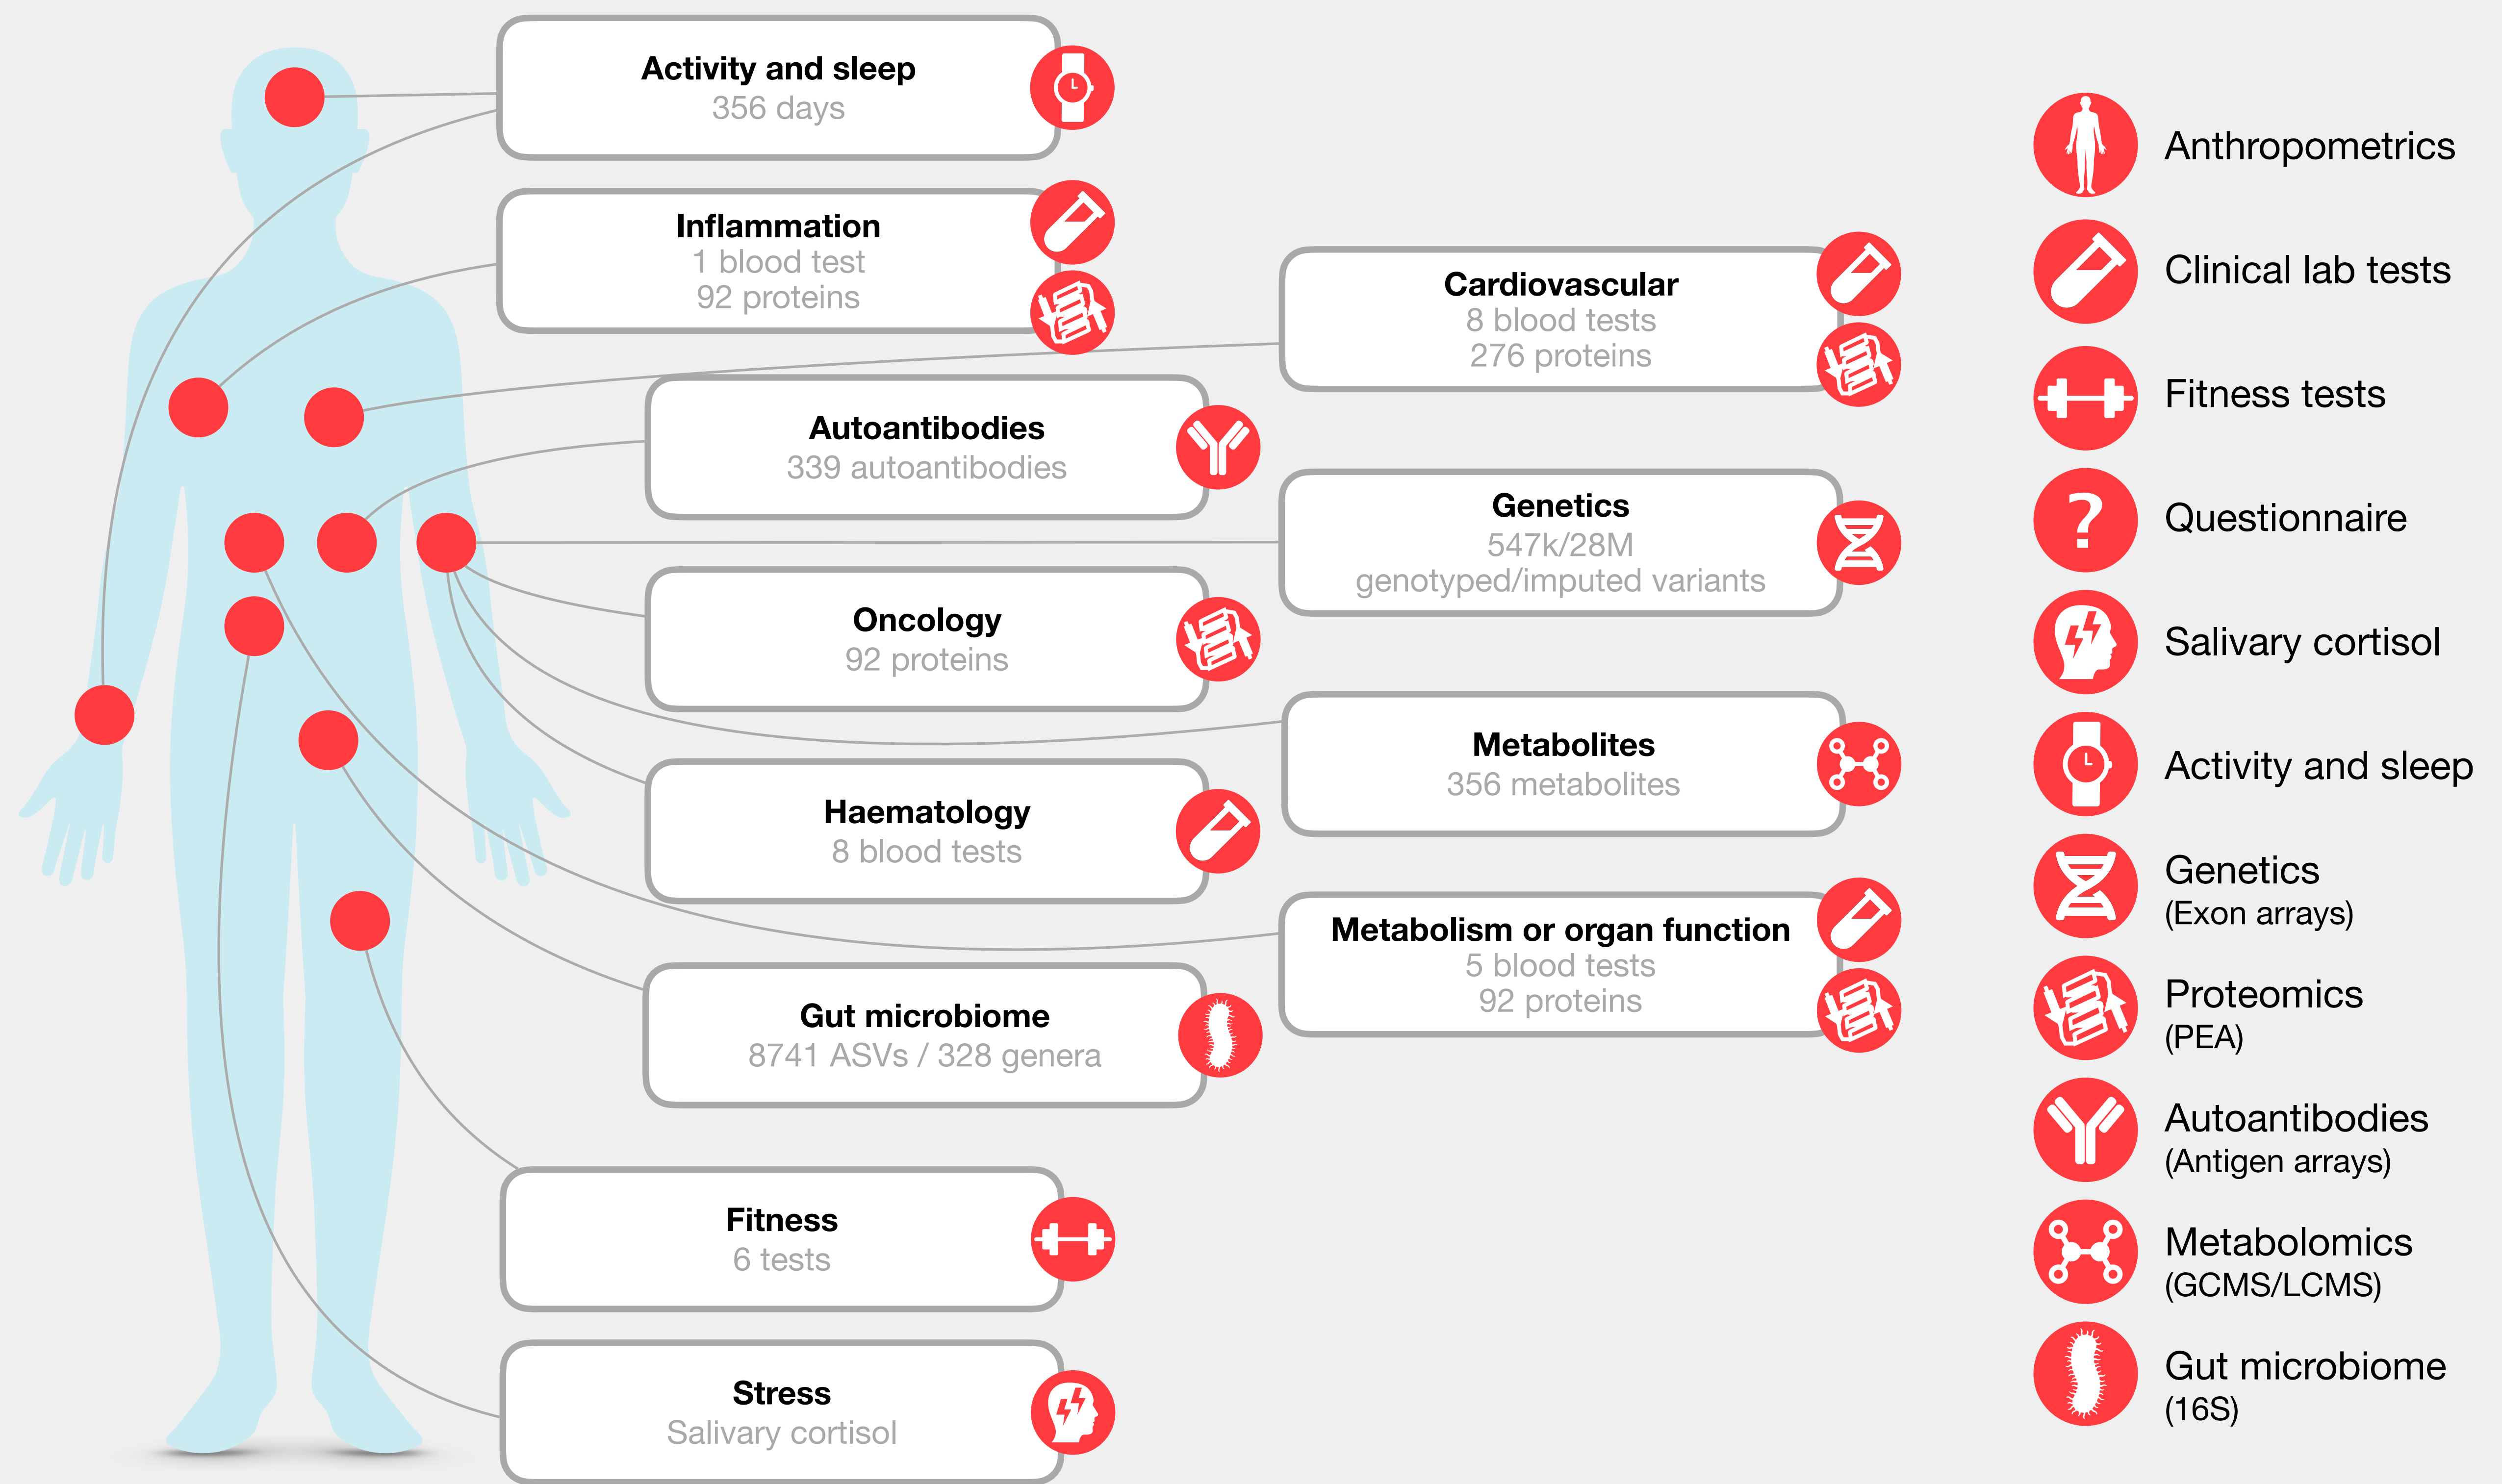 Activity and sleep
356 days
Inflammation
1 blood test
92 proteins
Cardiovascular
8 blood tests
276 proteins
Autoantibodies
339 autoantibodies
Genetics
547k/28M
genotyped/imputed variants
Oncology
92 proteins
Metabolites
356 metabolites
Haematology
8 blood tests
Metabolism or organ function
5 blood tests
92 proteins
Gut microbiome
8741 ASVs / 328 genera
Fitness
6 tests
Stress
Salivary cortisol
Anthropometrics
Clinical lab tests
Fitness tests
?
Questionnaire
Salivary cortisol
Activity and sleep
Genetics
(Exon arrays)
Proteomics
(PEA)
Autoantibodies
(Antigen arrays)
Metabolomics
(GCMS/LCMS)
Gut microbiome
(16S)